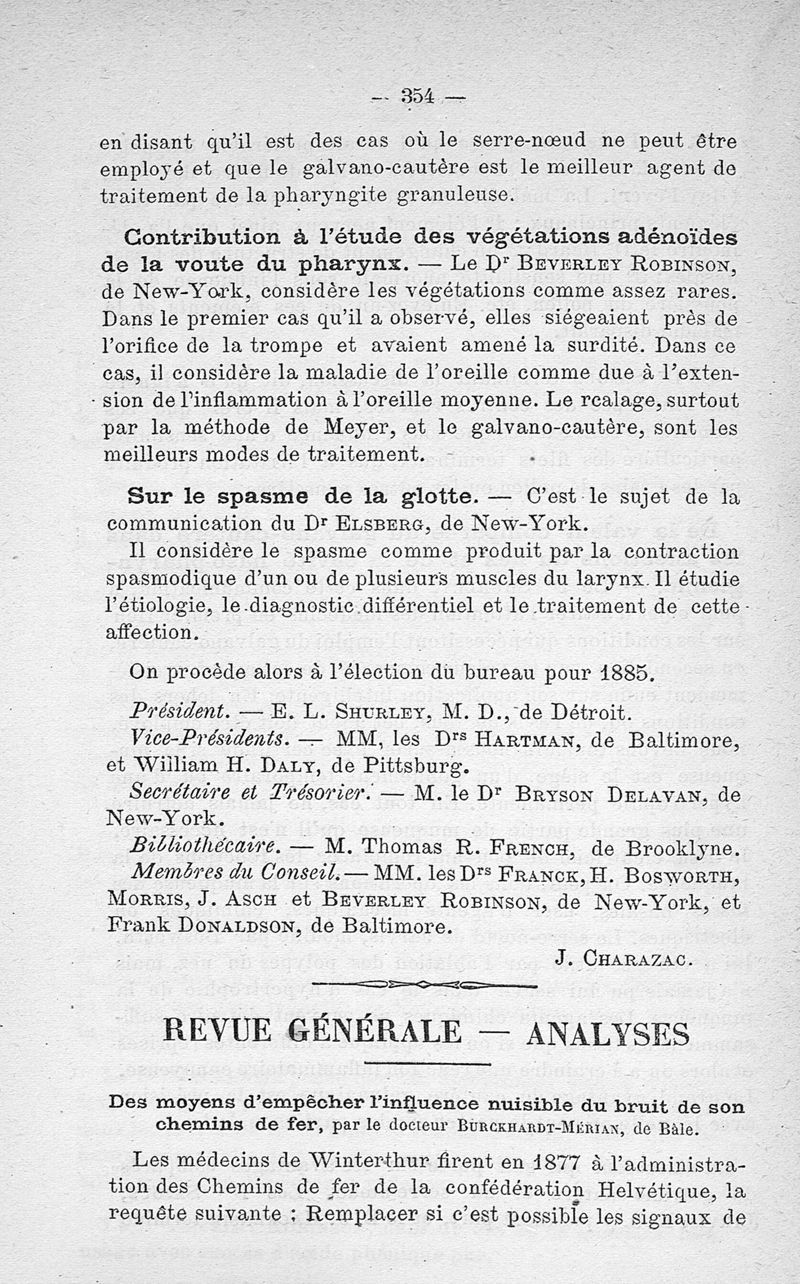 — 354 —
en disant qu'il est des cas où le serre-nœud ne peut être
employé et que le galvano-cautère est le meilleur agent de
traitement de la pharyngite granuleuse.
Contribution à l'étude des végétations adénoïdes
de la voute du pharynx. — Le Dr BEVERLEY ROBINSON,
de New-York, considère les végétations comme assez rares.
Dans le premier cas qu'il a observé, elles siégeaient près de
l'orifice de la trompe et avaient amené la surdité. Dans ce
cas, il considère la maladie de l'oreille comme due à l'exten-
sion de l'inflammation à l'oreille moyenne. Le rcalage, surtout
par la méthode de Meyer, et le galvano-cautère, sont les
meilleurs modes de traitement.
Sur le spasme de la glotte. — C'est le sujet de la
communication du Dr ELSBERG, de New-York.
Il considère le spasme comme produit par la contraction
spasmodique d'un ou de plusieurs muscles du larynx. Il étudie
l'étiologie, le diagnostic différentiel et le traitement de cette
affection.
On procède alors à l'élection du bureau pour 1885.
Président. — E. L. SHURLEY, M. D., de Détroit.
Vice-Présidents. — MM, les Drs HARTMAN, de Baltimore,
et William H. DALY, de Pittsburg.
Secrétaire et Trésorier. — M. le Dr BRYSON DELAVAN, de
New-York.
Bibliothécaire. — M. Thomas R. FRENCH, de Brooklyne.
Membres du Conseil. — MM. les Drs FRANCK, H. BOSWORTH,
MORRIS, J. ASCH et BEVERLEY ROBINSON, de New-York, et
Frank DONALDSON, de Baltimore.
J. CHARAZAC.
REVUE GÉNÉRALE — ANALYSES
Des moyens d'empêcher l'influence nuisible du bruit de son
chemins de fer, par le docteur BURCKHARDT-MÉRIAN, de Bâle.
Les médecins de Winterthur firent en 1877 à l'administra-
tion des Chemins de fer de la confédération Helvétique, la
requête suivante : Remplacer si c'est possible les signaux de